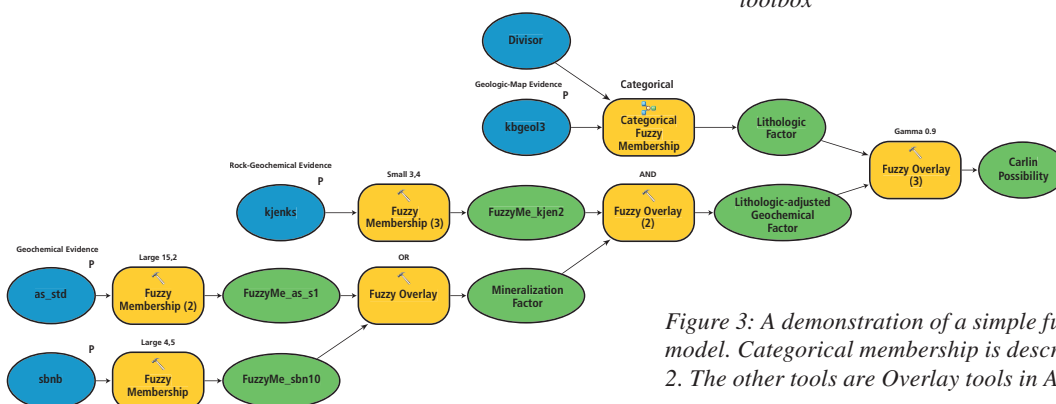 toolbox
Divisor
Geologic-Map Evidence
P
kbgeol3
Categorical
Categorical
Fuzzy
Membership
Lithologic
Factor
Gamma 0.9
Fuzzy Overlay
(3)
Carlin
Possibility
Rock-Geochemical Evidence
P
kjenks
Small 3,4
Fuzzy
Membership (3)
FuzzyMe_kjen2
AND
Fuzzy Overlay
(2)
Lithologic-adjusted
Geochemical
Factor
Geochemical Evidence
P
as_std
Large 15,2
Fuzzy
Membership (2)
FuzzyMe_as_s1
OR
Fuzzy Overlay
Mineralization
Factor
P
sbnb
Large 4,5
Fuzzy
Membership
FuzzyMe_sbn10
Figure 3: A demonstration of a simple fu
model. Categorical membership is descr
2. The other tools are Overlay tools in A